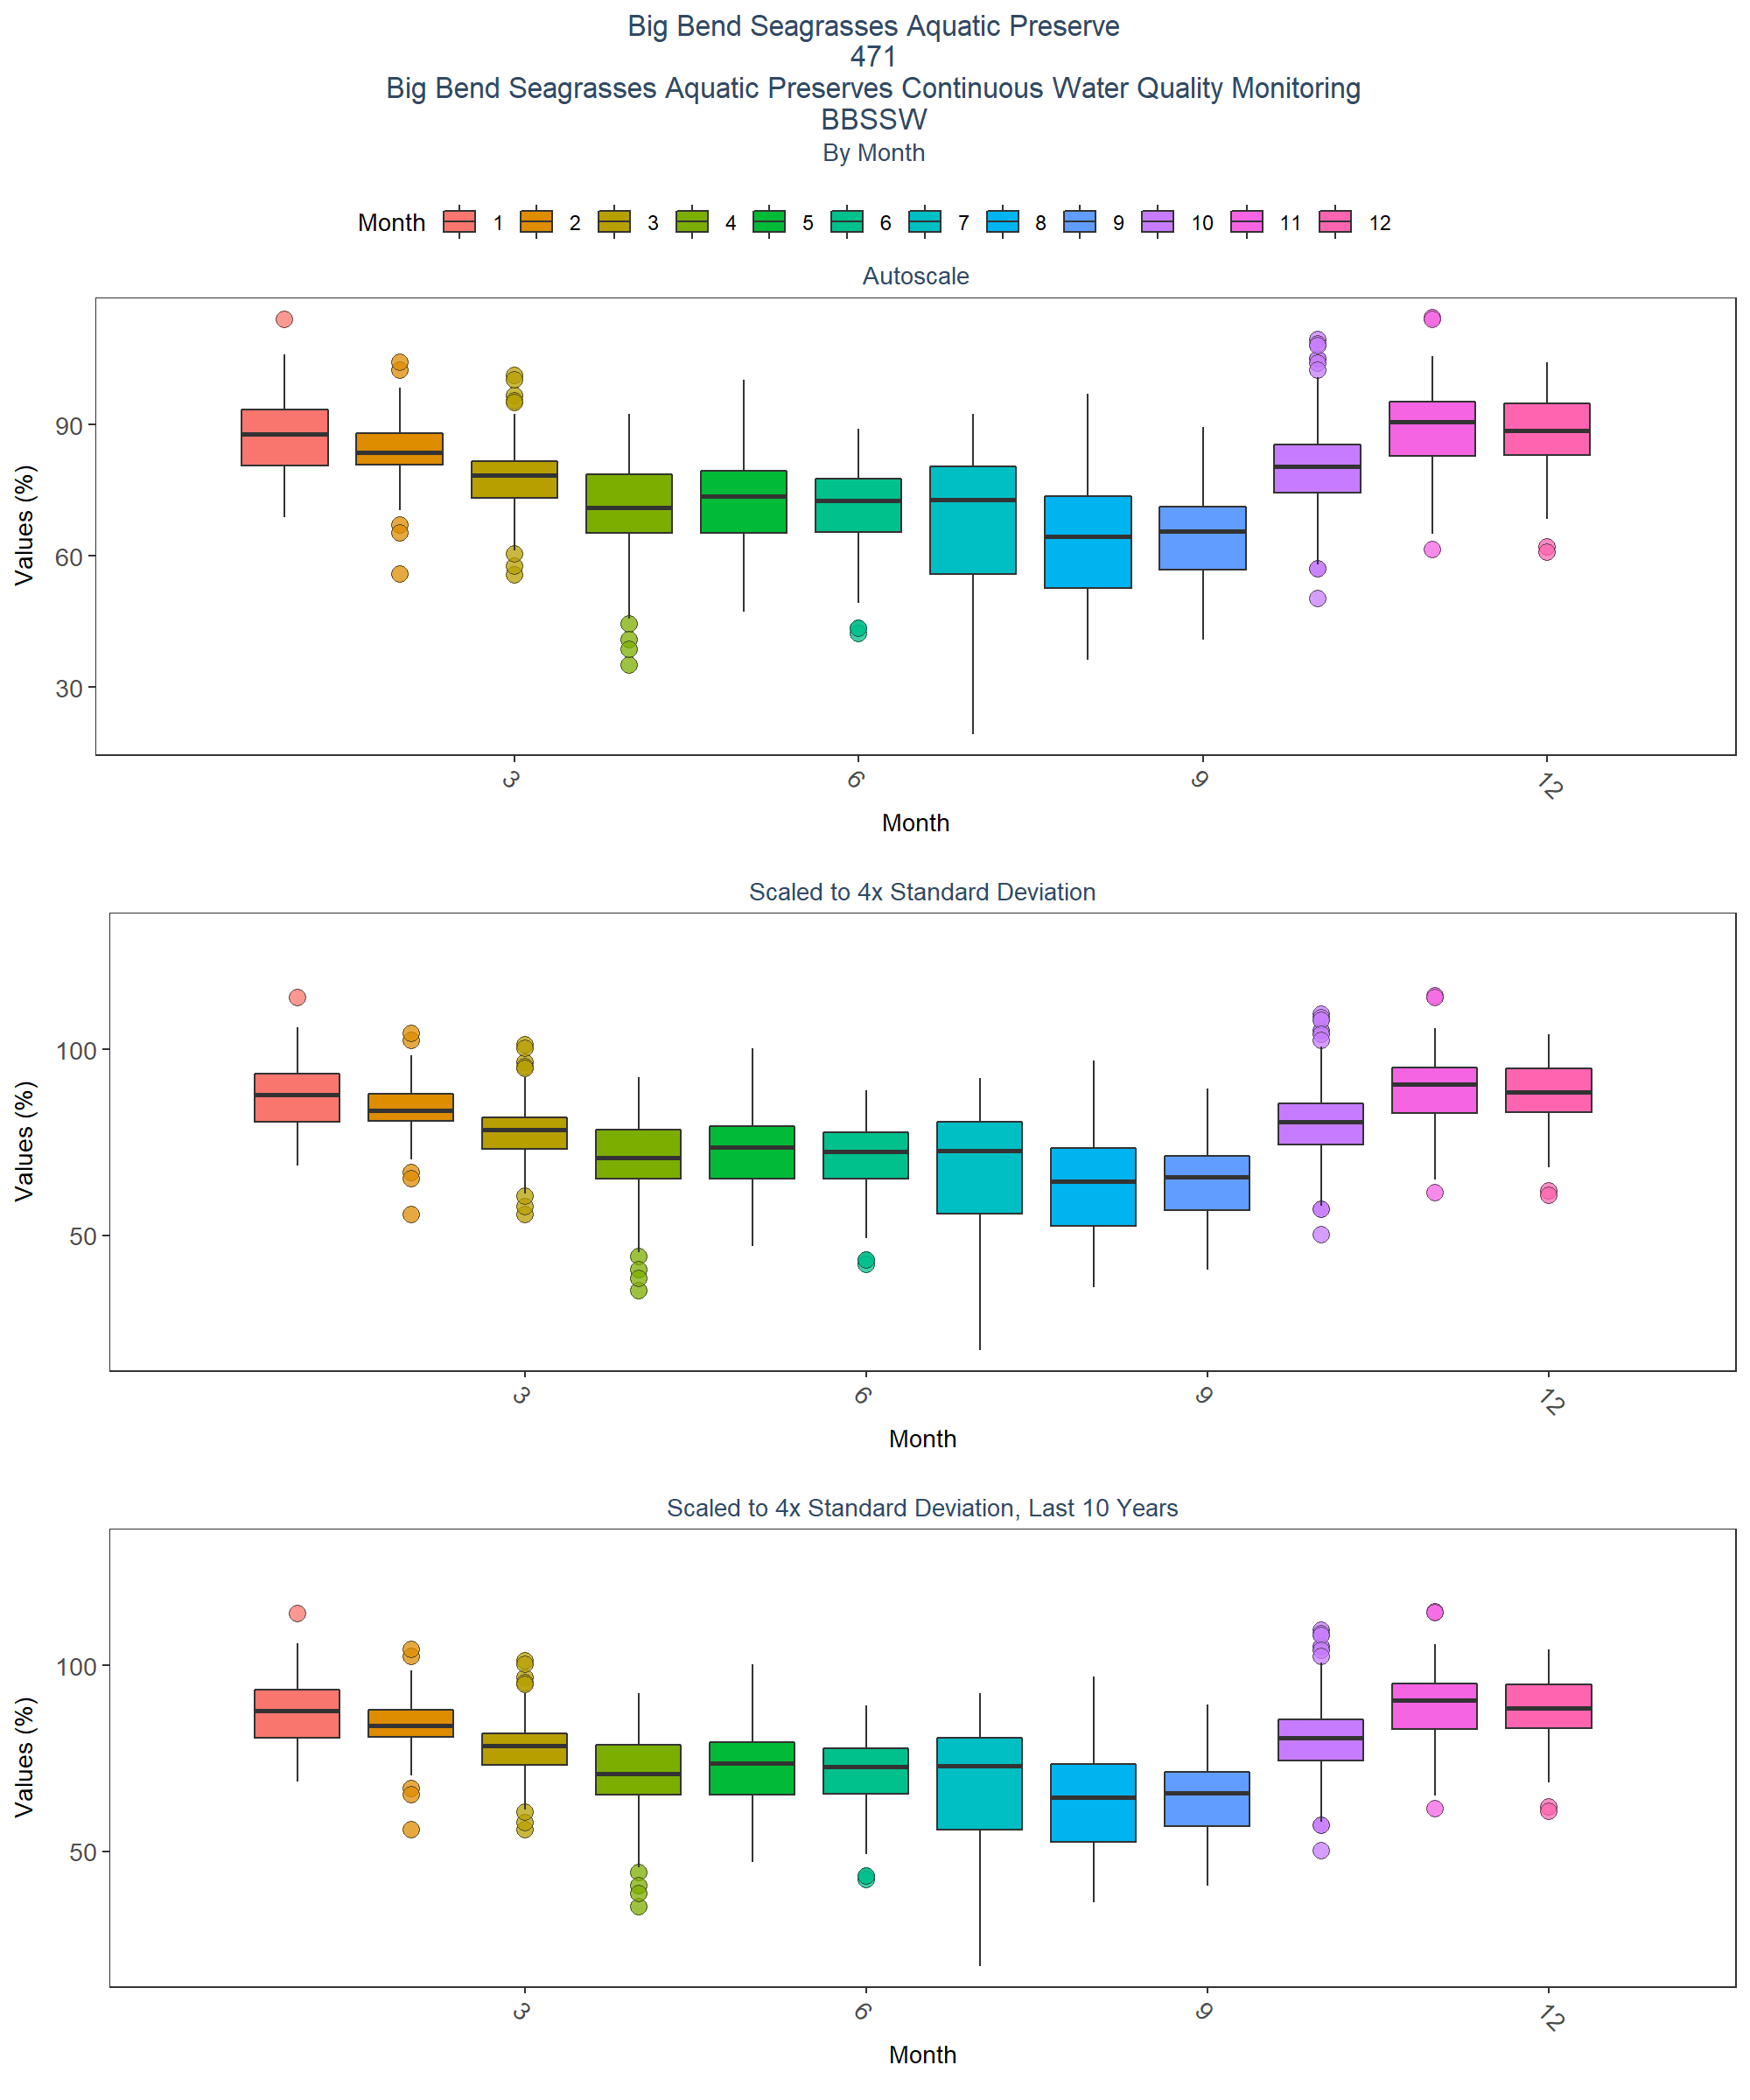 Big Bend Seagrasses Aquatic Preserve
471
Big Bend Seagrasses Aquatic Preserves Continuous Water Quality Monitoring
BBSSW
By Month
Month 1 2 3 4 5 6 7 8 9 10 11 12
Autoscale
Values (%)
90
60
30
3 6 9 12
Month
Scaled to 4x Standard Deviation
Values (%)
100
50
3 6 9 12
Month
Scaled to 4x Standard Deviation, Last 10 Years
Values (%)
100
50
3 6 9 12
Month